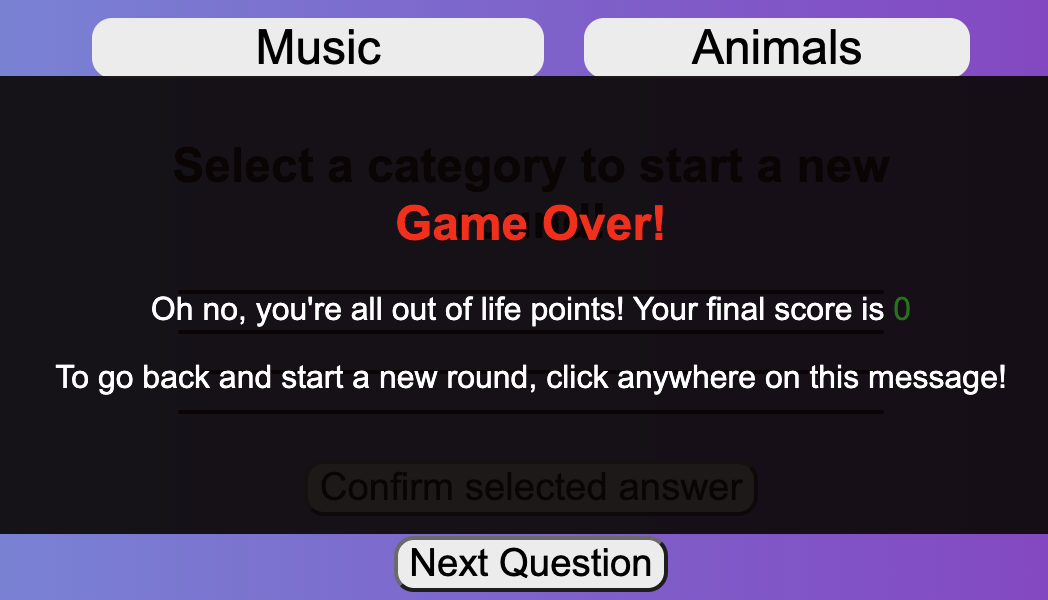 Music
Animals
Select a category to start a new
Game Over!
Oh no, you're all out of life points! Your final score is 0
To go back and start a new round, click anywhere on this message!
Confirm selected answer
Next Question